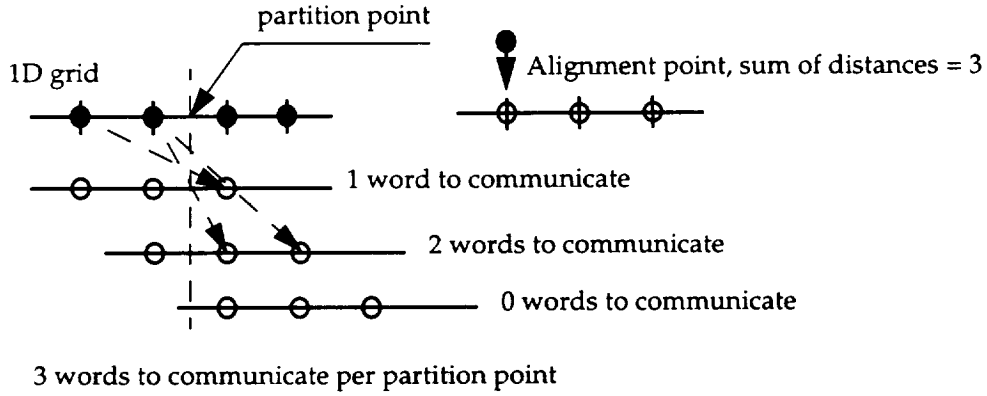 partition point
1D grid
Alignment point, sum of distances = 3
1 word to communicate
2 words to communicate
0 words to communicate
3 words to communicate per partition point